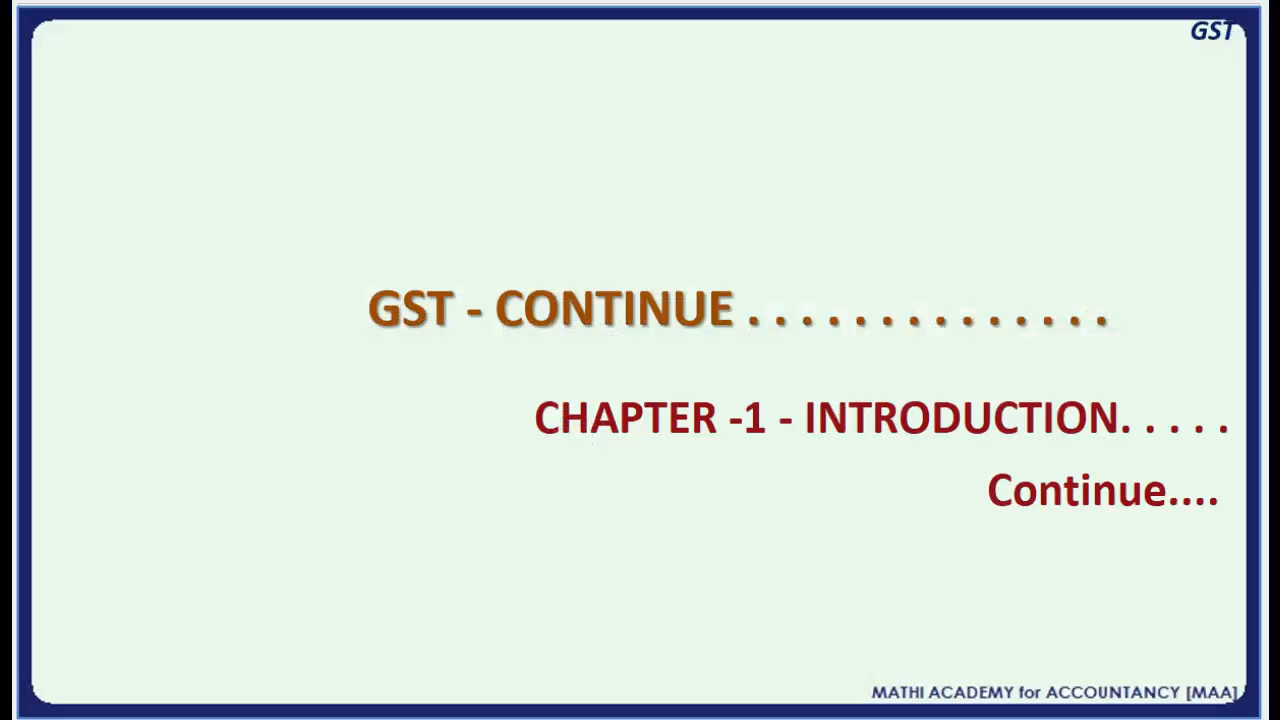 GST
GST - CONTINUE . . . . . . . . . . . . . .
CHAPTER -1 - INTRODUCTION. . . . .
Continue....
MATHI ACADEMY for ACCOUNTANCY [MAA]